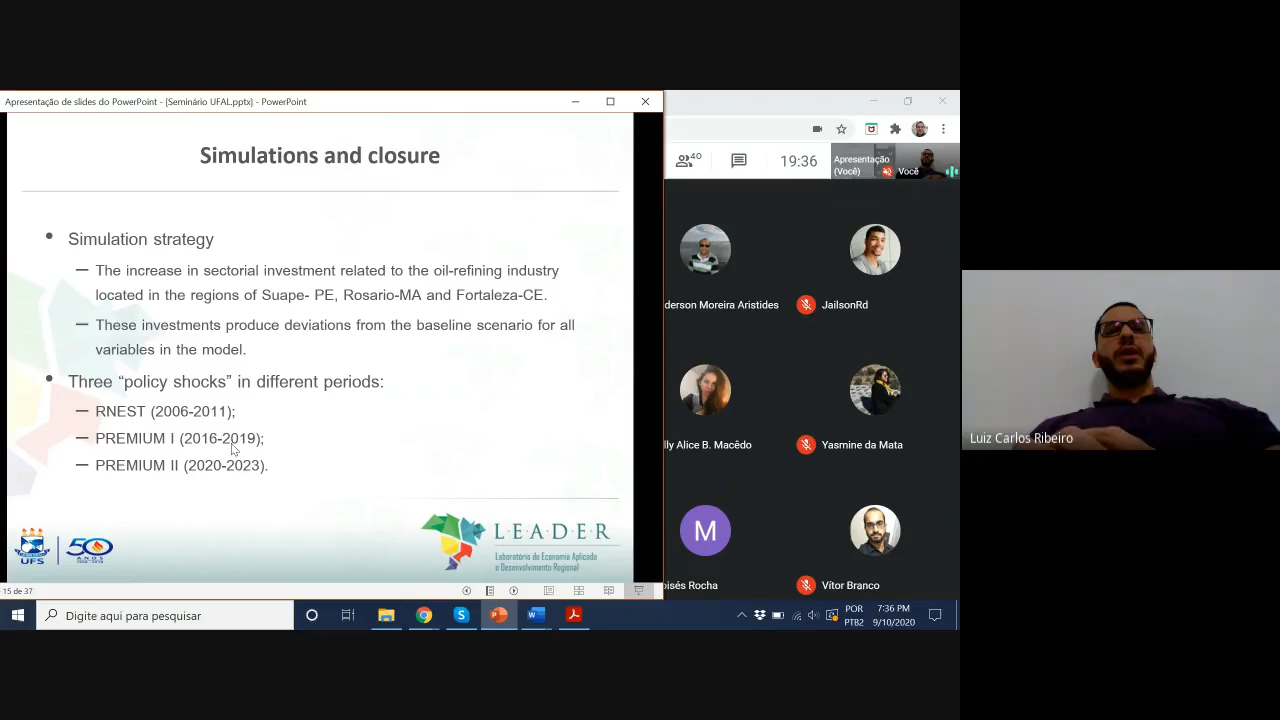 Apresentação de slides do PowerPoint - [Seminário UFAL.pptx] - PowerPoint
Simulations and closure
• Simulation strategy
— The increase in sectorial investment related to the oil-refining industry
located in the regions of Suape- PE, Rosario-MA and Fortaleza-CE.
— These investments produce deviations from the baseline scenario for all
variables in the model.
• Three “policy shocks” in different periods:
— RNEST (2006-2011);
— PREMIUM I (2016-2019);
— PREMIUM II (2020-2023).
UFS
50
ANOS
L·E·A·D·E·R
Laboratório de Economia Aplicada
e Desenvolvimento Regional
15 de 37
40
19:36
Apresentação
(Você)
Você
derson Moreira Aristides
JailsonRd
lly Alice B. Macêdo
Yasmine da Mata
M
oisés Rocha
Vítor Branco
Luiz Carlos Ribeiro
Digite aqui para pesquisar
POR
PTB2
7:36 PM
9/10/2020